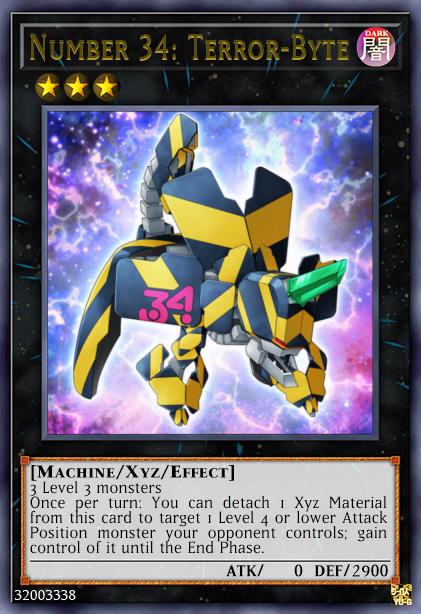 Number 34: Terror-Byte
DARK
闇
34
[Machine/Xyz/Effect]
3 Level 3 monsters
Once per turn: You can detach 1 Xyz Material
from this card to target 1 Level 4 or lower Attack
Position monster your opponent controls; gain
control of it until the End Phase.
ATK/ 0 DEF/2900
32003338